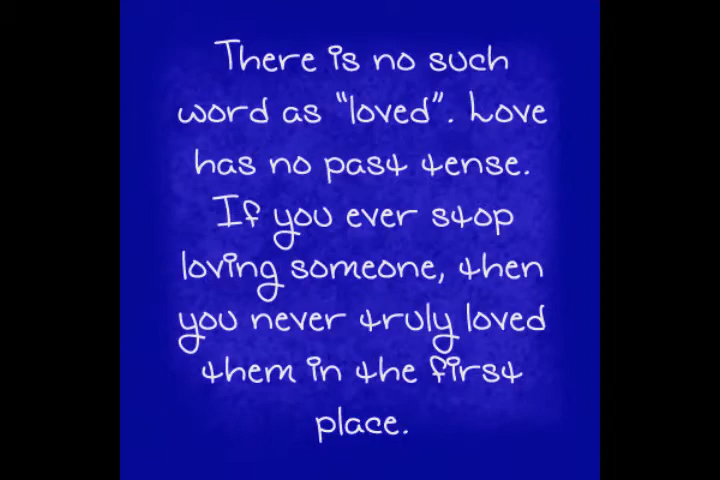 There is no such
word as "loved". Love
has no past tense.
If you ever stop
loving someone, then
you never truly loved
them in the first
place.